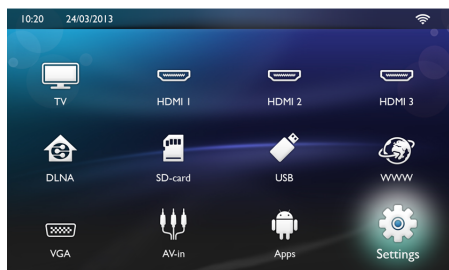 10:20 24/03/2013
TV HDMI 1 HDMI 2 HDMI 3
DLNA SD-card USB WWW
VGA AV-in Apps Settings